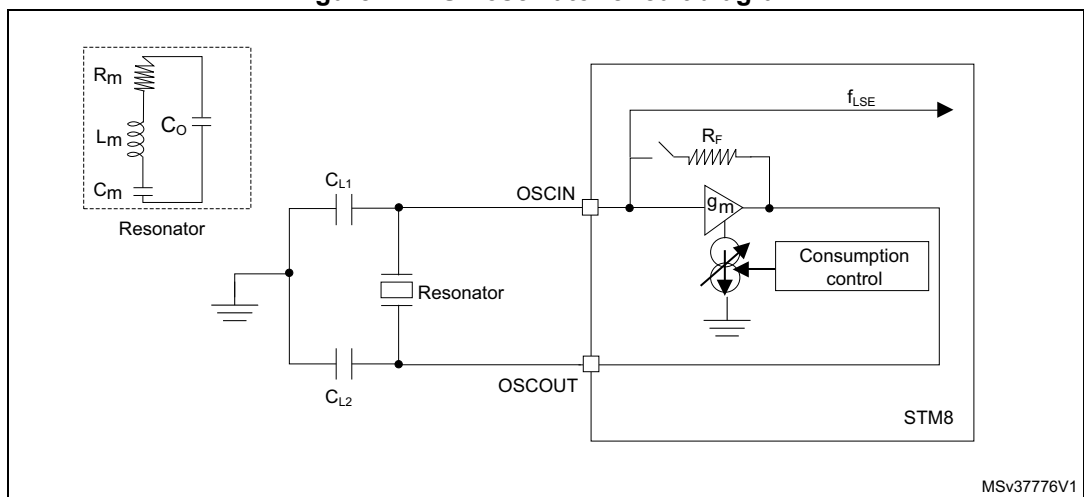 Rm
Lm
Cm
CO
Resonator
CL1
CL2
Resonator
OSCIN
OSCOUT
fLSE
RF
gm
Consumption
control
STM8
MSv37776V1